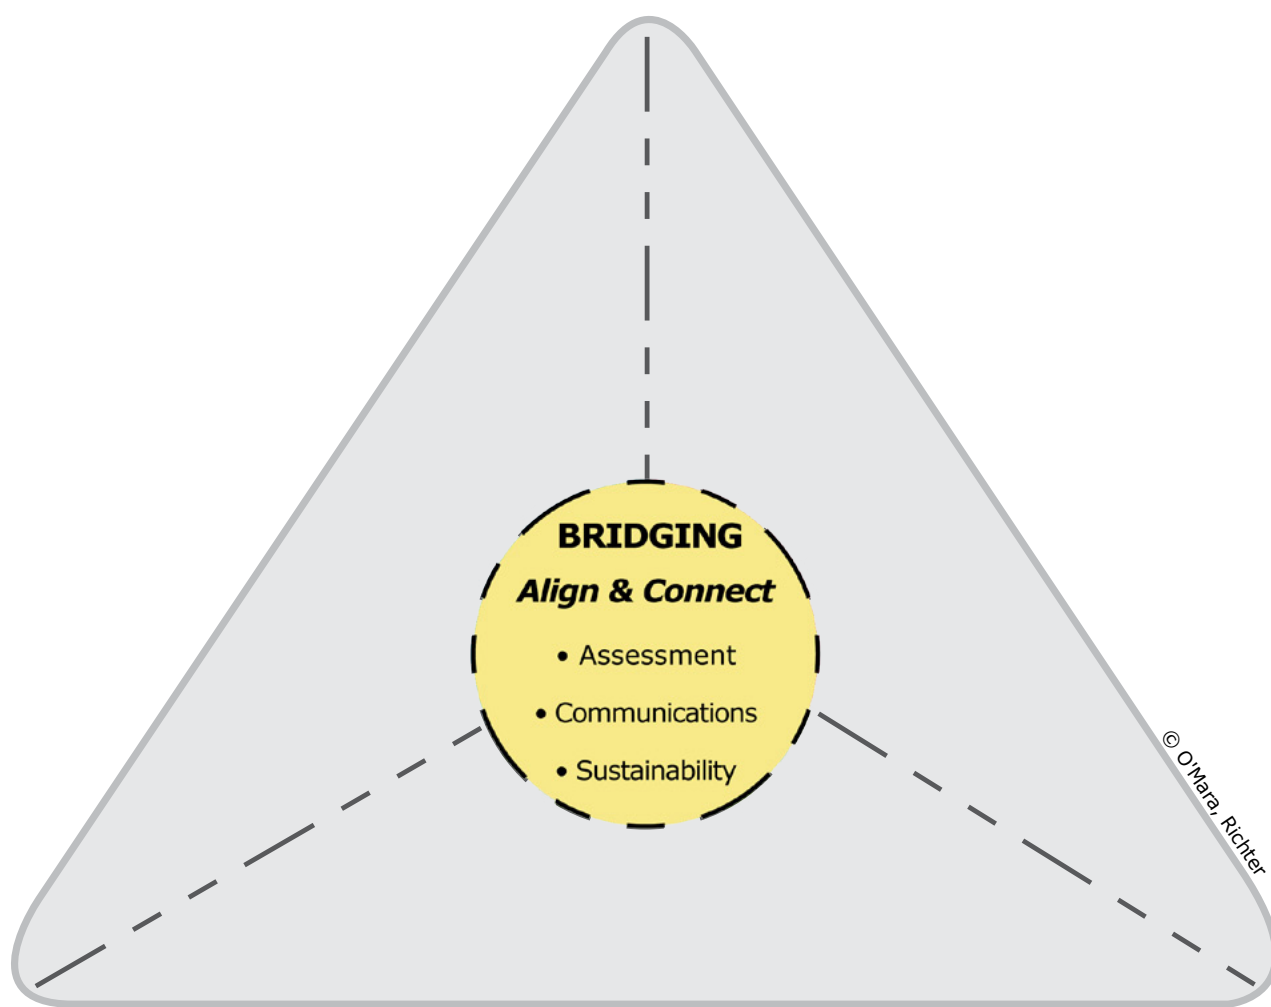 BRIDGING
Align & Connect
• Assessment
• Communications
• Sustainability
© O'Mara, Richter